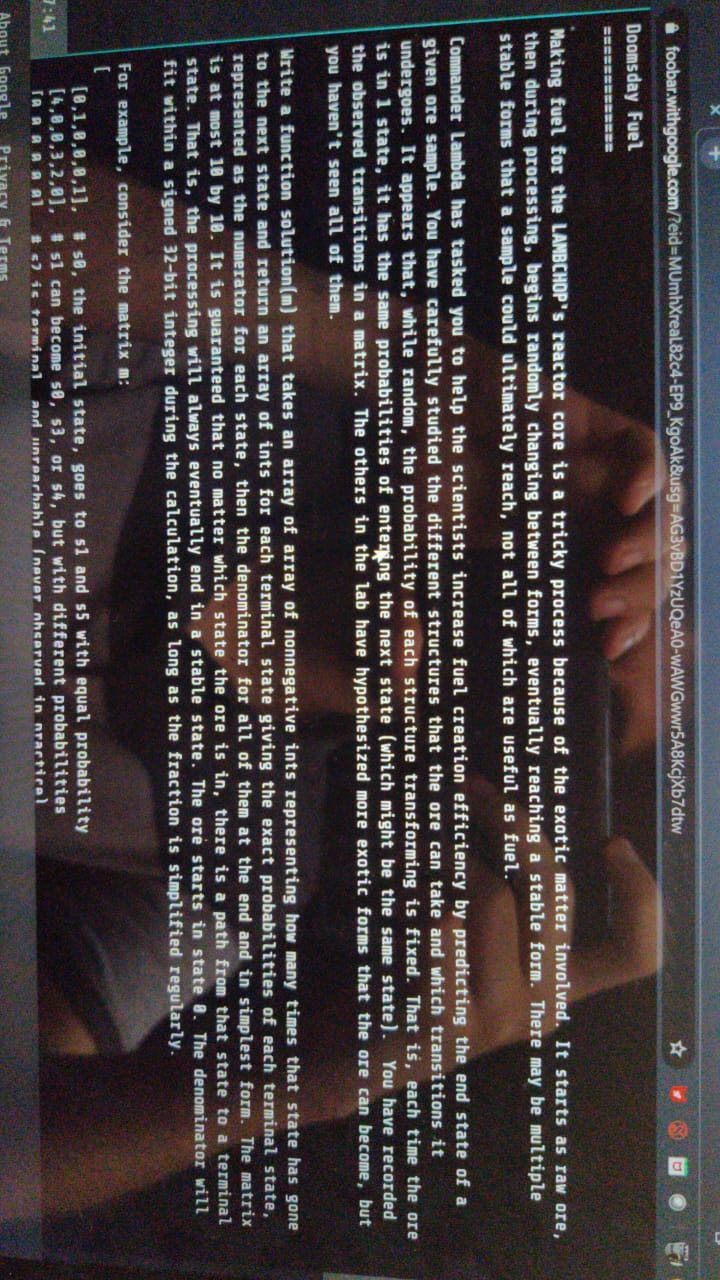 foobar.withgoogle.com/?eid=MUmhXreaL82c4-EP9_KgoAk&usg=AG3vBD1YzUQeA0-wAWGwwr5A8KcjXb7dtw
Doomsday Fuel
=============
Making fuel for the LAMBCHOP's reactor core is a tricky process because of the exotic matter involved. It starts as raw ore,
then during processing, begins randomly changing between forms, eventually reaching a stable form. There may be multiple
stable forms that a sample could ultimately reach, not all of which are useful as fuel.
Commander Lambda has tasked you to help the scientists increase fuel creation efficiency by predicting the end state of a
given ore sample. You have carefully studied the different structures that the ore can take and which transitions it
undergoes. It appears that, while random, the probability of each structure transforming is fixed. That is, each time the ore
is in 1 state, it has the same probabilities of entering the next state (which might be the same state).  You have recorded
the observed transitions in a matrix. The others in the lab have hypothesized more exotic forms that the ore can become, but
you haven't seen all of them.
Write a function solution(m) that takes an array of array of nonnegative ints representing how many times that state has gone
to the next state and return an array of ints for each terminal state giving the exact probabilities of each terminal state,
represented as the numerator for each state, then the denominator for all of them at the end and in simplest form. The matrix
is at most 10 by 10. It is guaranteed that no matter which state the ore is in, there is a path from that state to a terminal
state. That is, the processing will always eventually end in a stable state. The ore starts in state 0. The denominator will
fit within a signed 32-bit integer during the calculation, as long as the fraction is simplified regularly.
For example, consider the matrix m:
[
[0,1,0,0,0,1],  # s0, the initial state, goes to s1 and s5 with equal probability
[4,0,0,3,2,0],  # s1 can become s0, s3, or s4, but with different probabilities
[0,0,0,0,0,0],  # s2 is terminal, and unreachable (never observed in practice)
7:41
About Google  Privacy & Terms